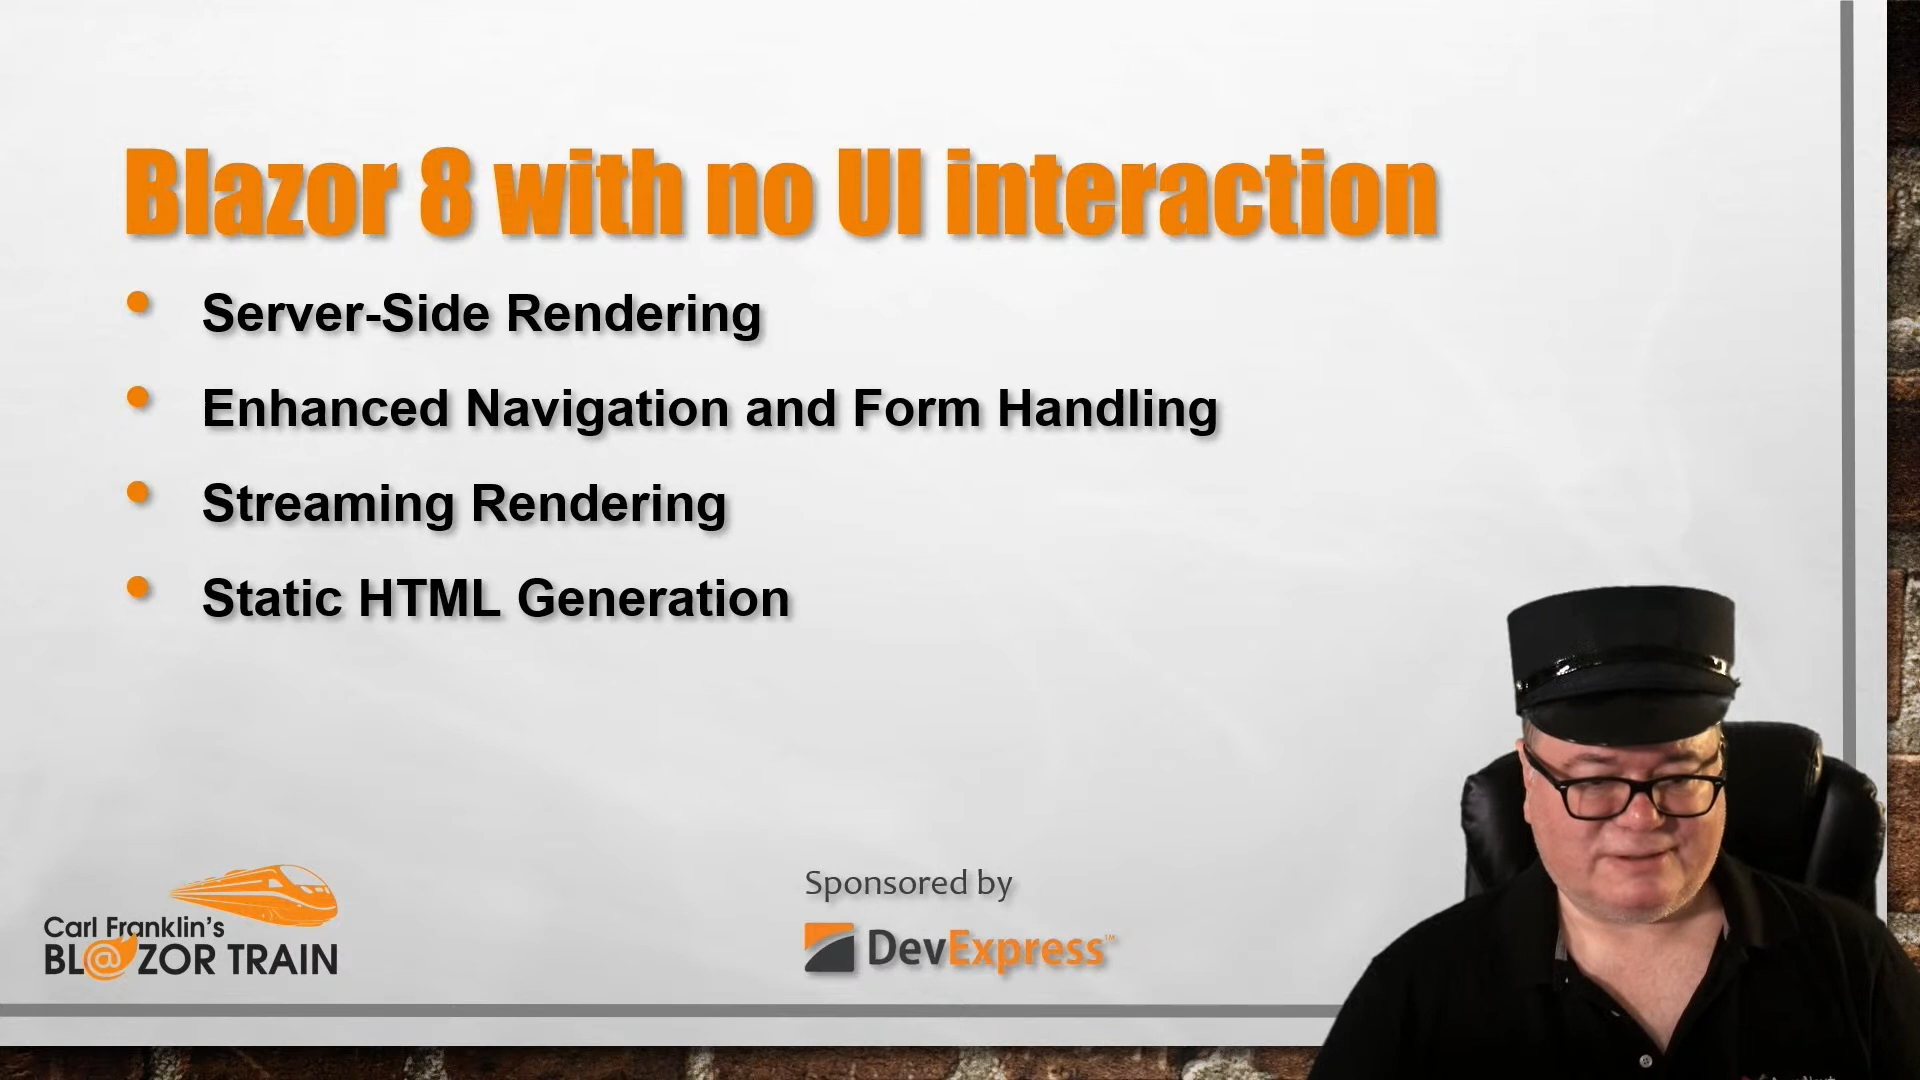 Blazor 8 with no UI interaction
• Server-Side Rendering
• Enhanced Navigation and Form Handling
• Streaming Rendering
• Static HTML Generation
Carl Franklin's
BL@ZOR TRAIN
Sponsored by
DevExpress™